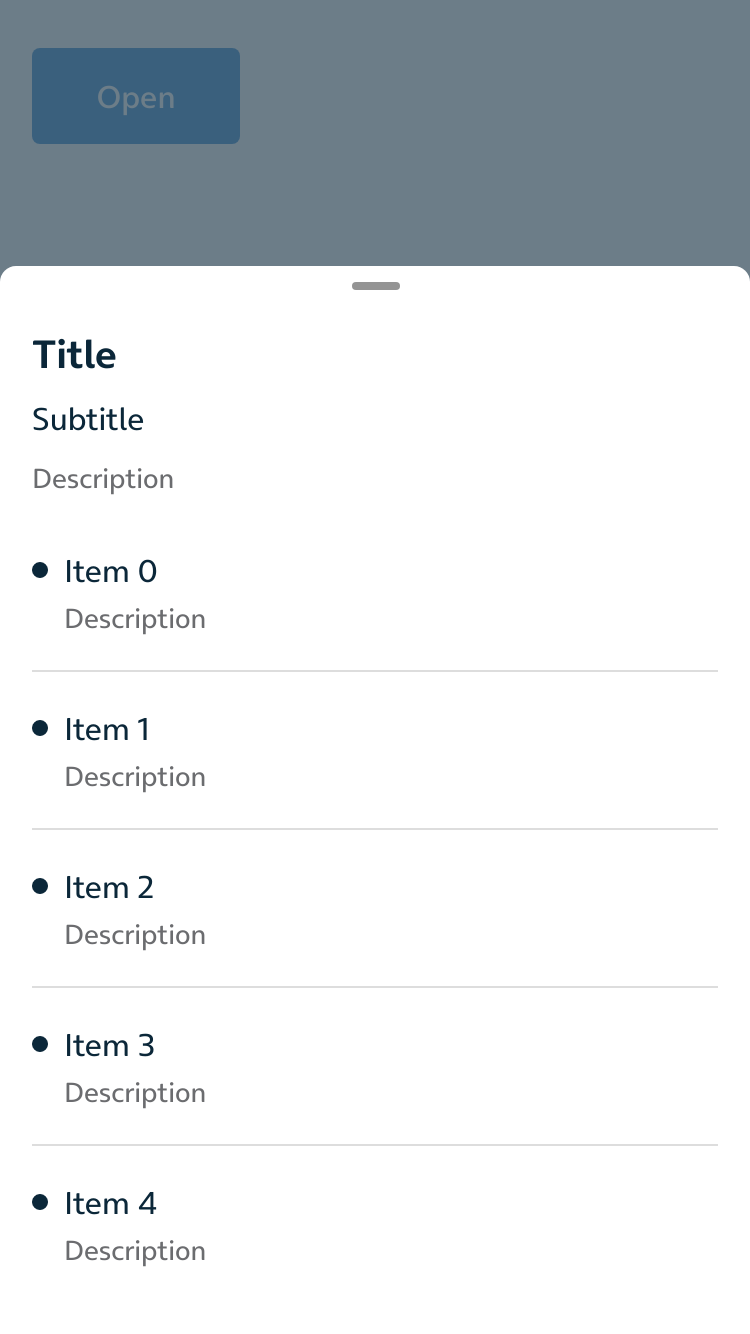 Open
Title
Subtitle
Description
Item 0
Description
Item 1
Description
Item 2
Description
Item 3
Description
Item 4
Description